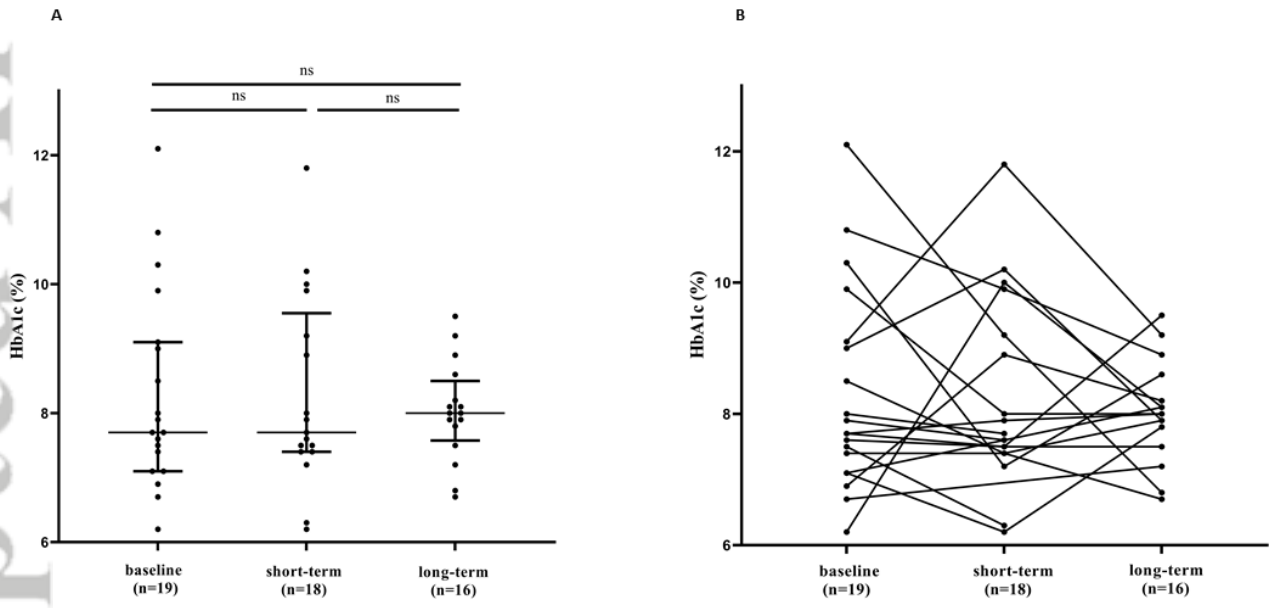 A
ns
ns
ns
12
10
8
6
HbA1c (%)
baseline
(n=19)
short-term
(n=18)
long-term
(n=16)
B
12
10
8
6
HbA1c (%)
baseline
(n=19)
short-term
(n=18)
long-term
(n=16)